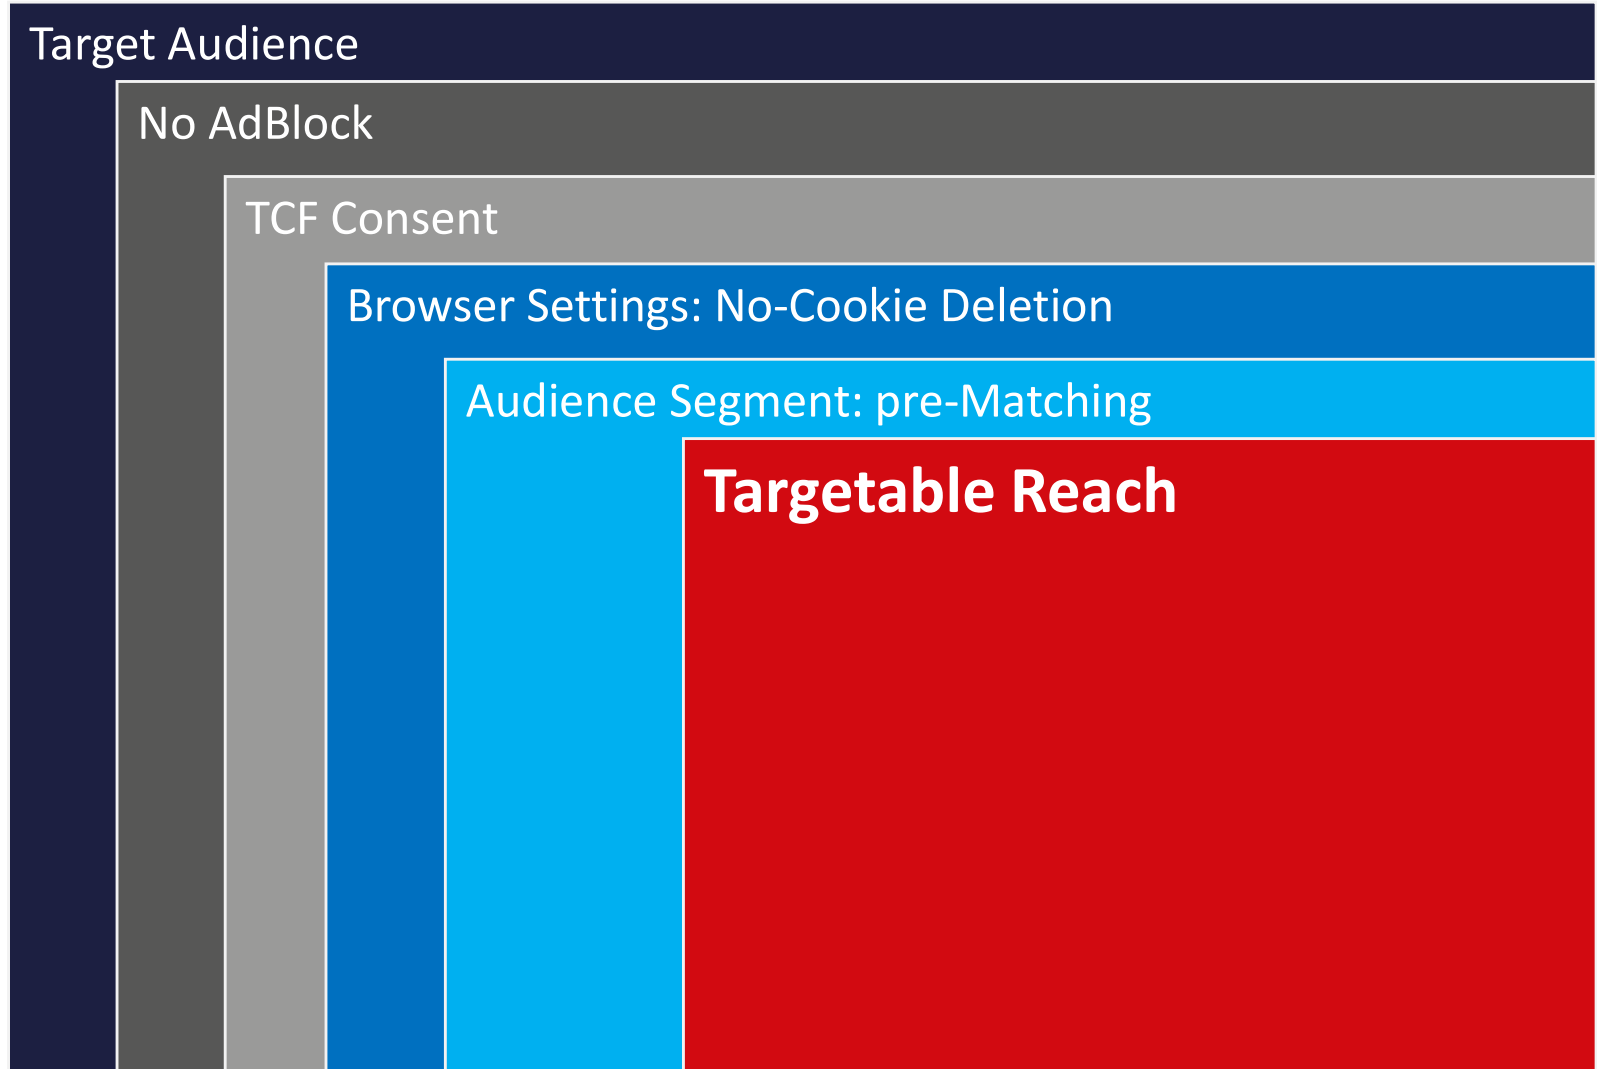 Target Audience
No AdBlock
TCF Consent
Browser Settings: No-Cookie Deletion
Audience Segment: pre-Matching
Targetable Reach